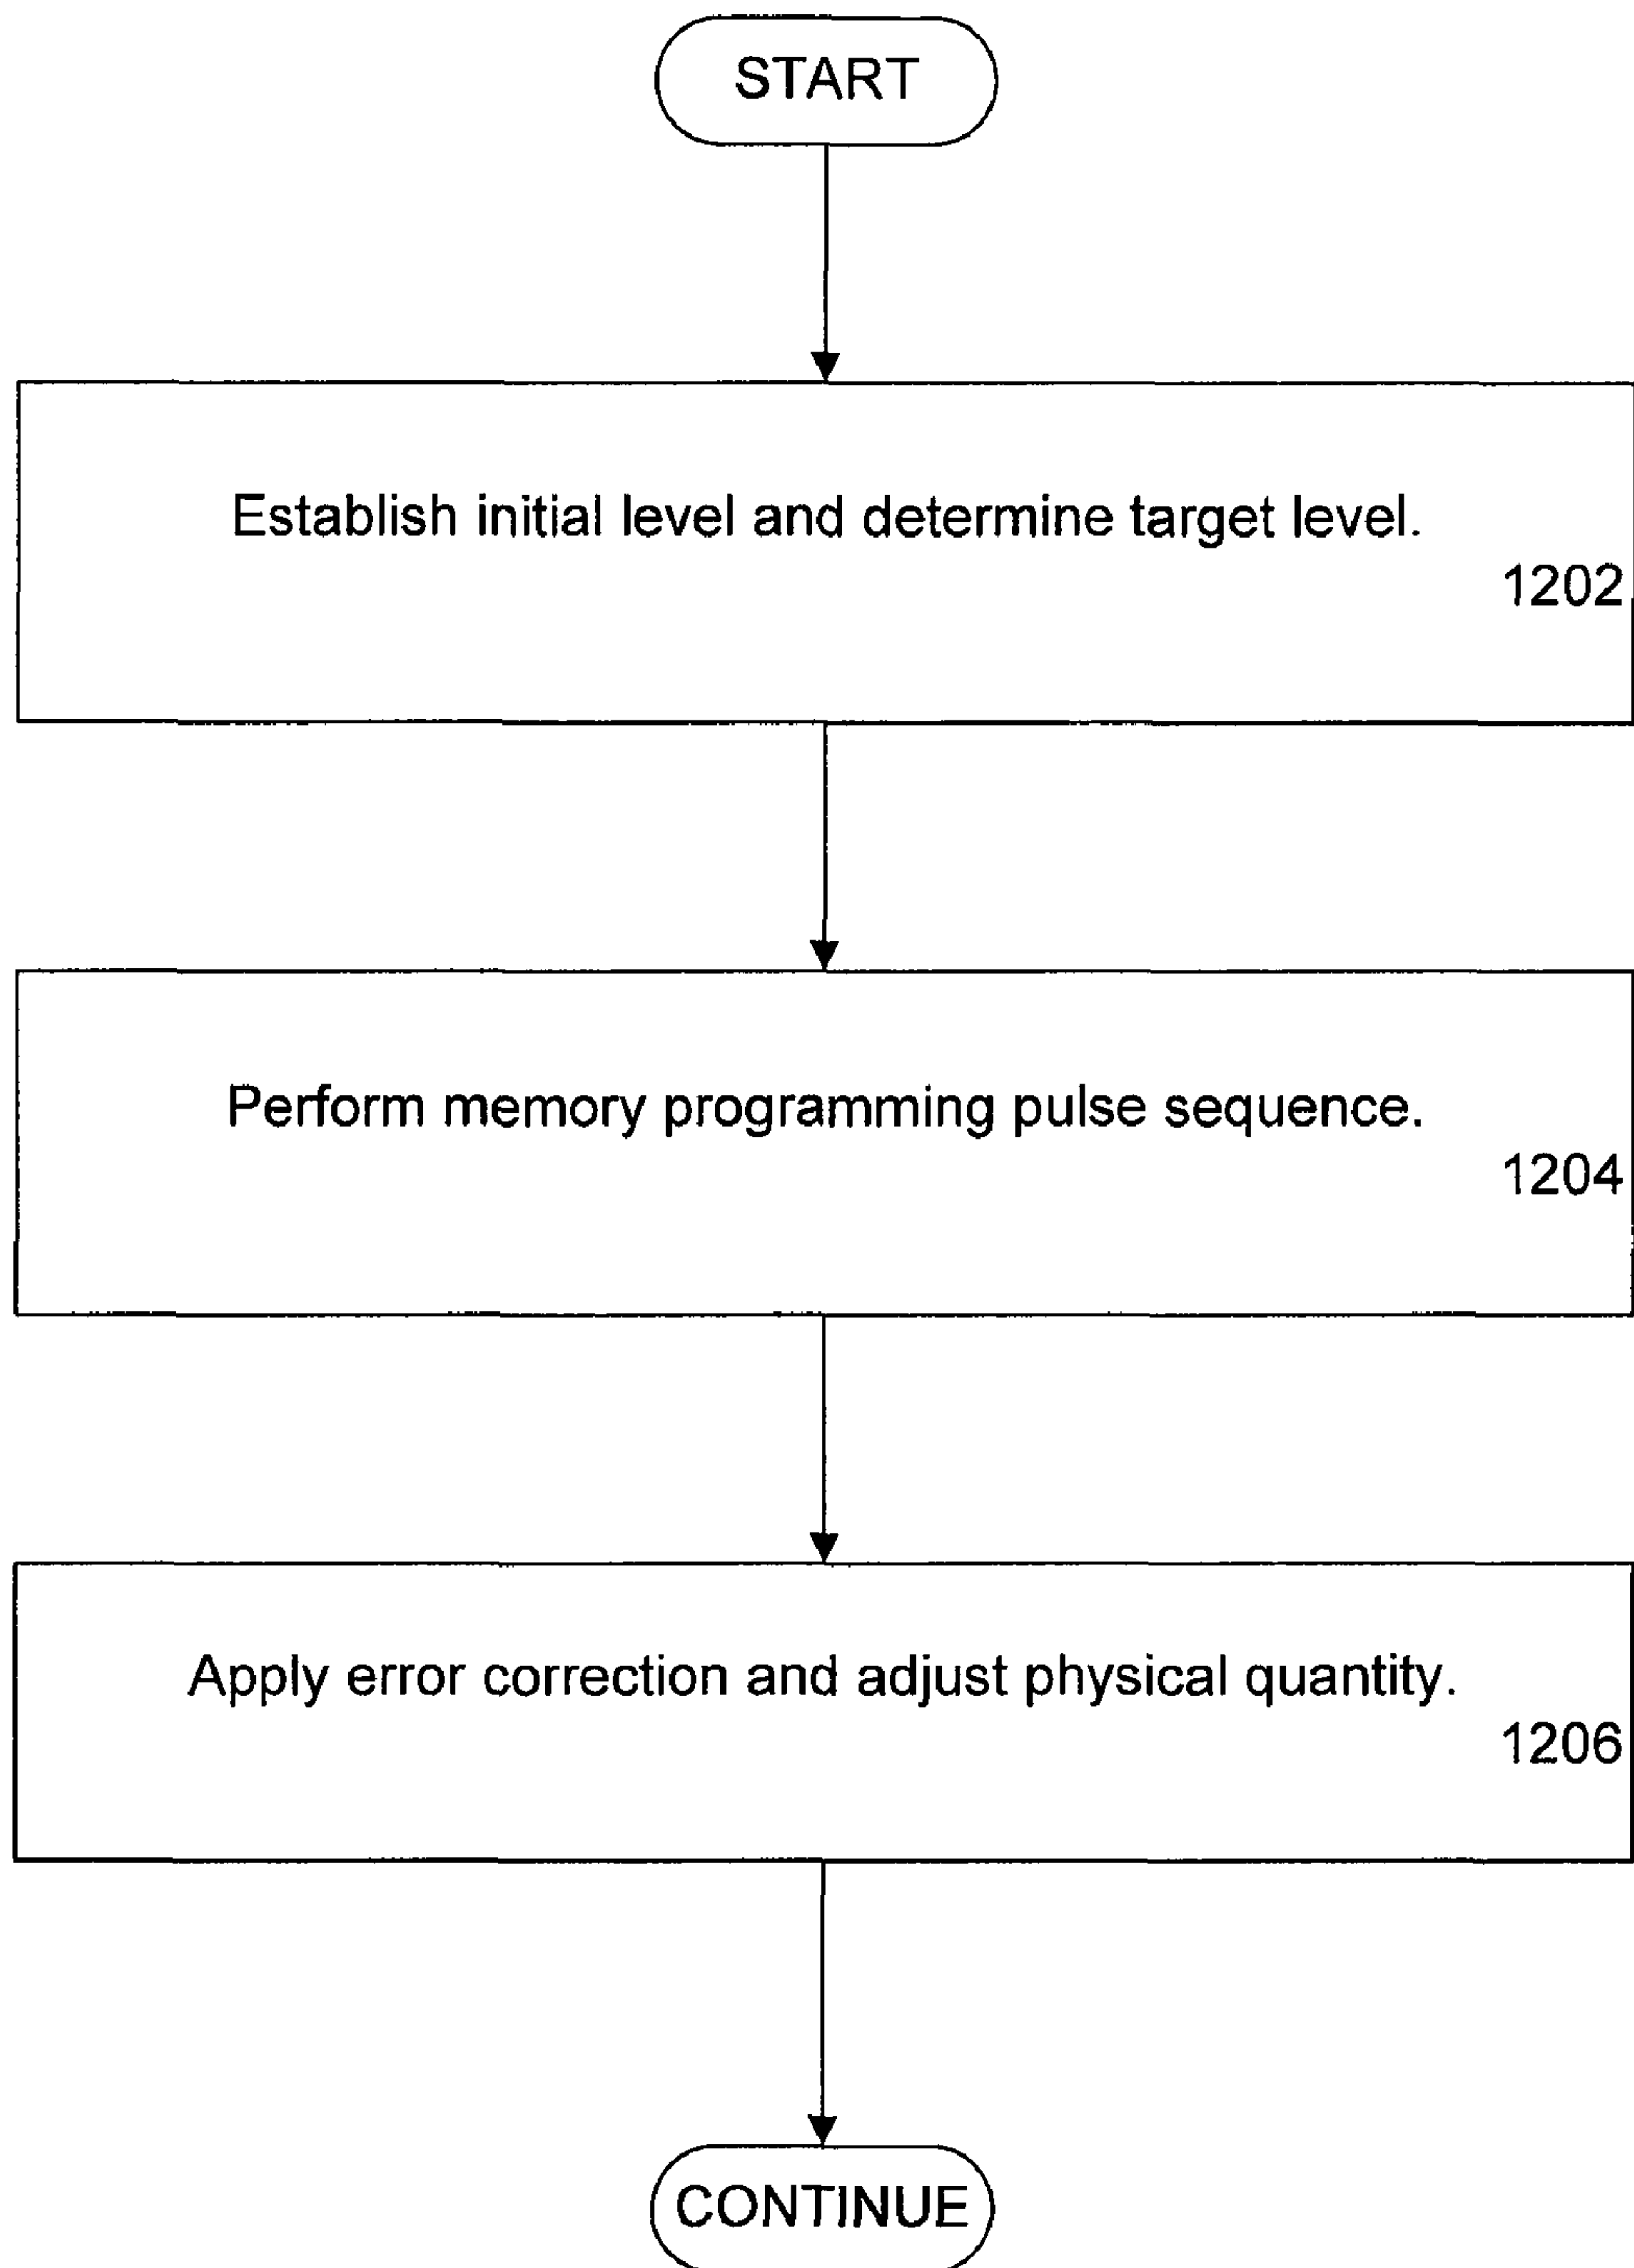 START
Establish initial level and determine target level.
1202
Perform memory programming pulse sequence.
1204
Apply error correction and adjust physical quantity.
1206
CONTINUE